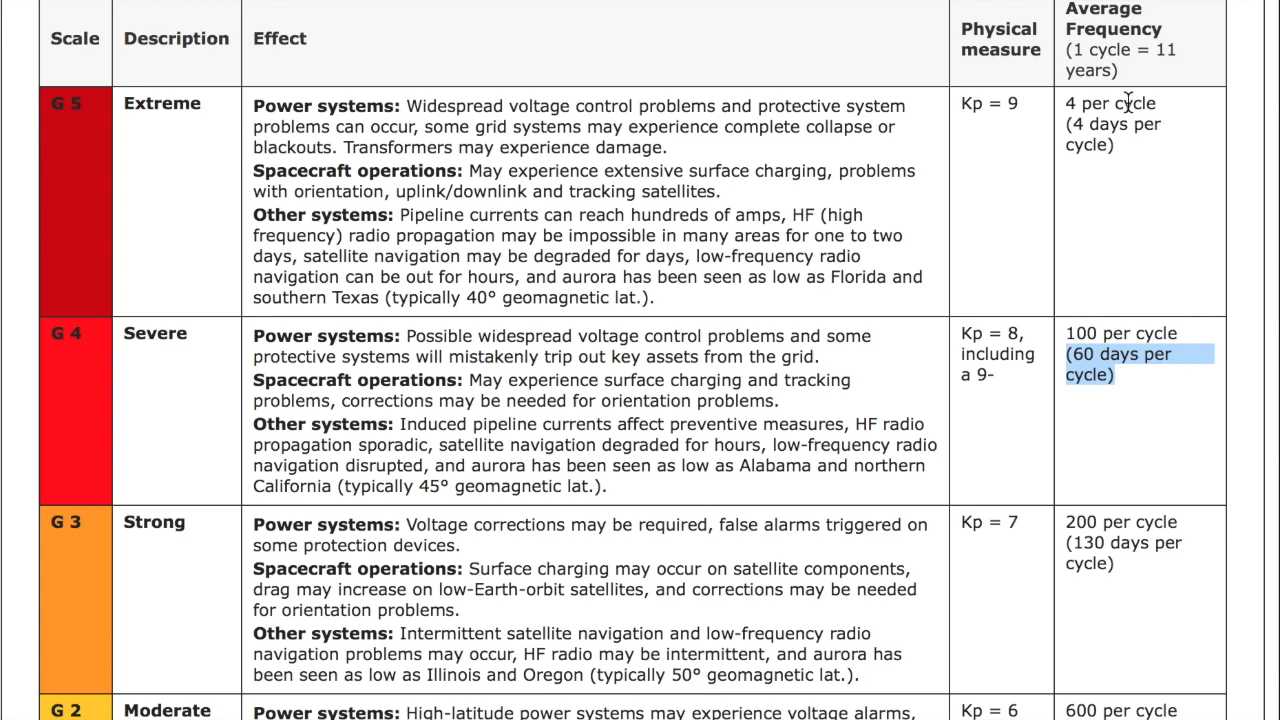 Scale
Description
Effect
Physical
measure
Average
Frequency
(1 cycle = 11
years)
G 5
Extreme
Power systems: Widespread voltage control problems and protective system
problems can occur, some grid systems may experience complete collapse or
blackouts. Transformers may experience damage.
Spacecraft operations: May experience extensive surface charging, problems
with orientation, uplink/downlink and tracking satellites.
Other systems: Pipeline currents can reach hundreds of amps, HF (high
frequency) radio propagation may be impossible in many areas for one to two
days, satellite navigation may be degraded for days, low-frequency radio
navigation can be out for hours, and aurora has been seen as low as Florida and
southern Texas (typically 40° geomagnetic lat.).
Kp = 9
4 per cycle
(4 days per
cycle)
G 4
Severe
Power systems: Possible widespread voltage control problems and some
protective systems will mistakenly trip out key assets from the grid.
Spacecraft operations: May experience surface charging and tracking
problems, corrections may be needed for orientation problems.
Other systems: Induced pipeline currents affect preventive measures, HF radio
propagation sporadic, satellite navigation degraded for hours, low-frequency radio
navigation disrupted, and aurora has been seen as low as Alabama and northern
California (typically 45° geomagnetic lat.).
Kp = 8,
including
a 9-
100 per cycle
(60 days per
cycle)
G 3
Strong
Power systems: Voltage corrections may be required, false alarms triggered on
some protection devices.
Spacecraft operations: Surface charging may occur on satellite components,
drag may increase on low-Earth-orbit satellites, and corrections may be needed
for orientation problems.
Other systems: Intermittent satellite navigation and low-frequency radio
navigation problems may occur, HF radio may be intermittent, and aurora has
been seen as low as Illinois and Oregon (typically 50° geomagnetic lat.).
Kp = 7
200 per cycle
(130 days per
cycle)
G 2
Moderate
Power systems: High-latitude power systems may experience voltage alarms,
Kp = 6
600 per cycle